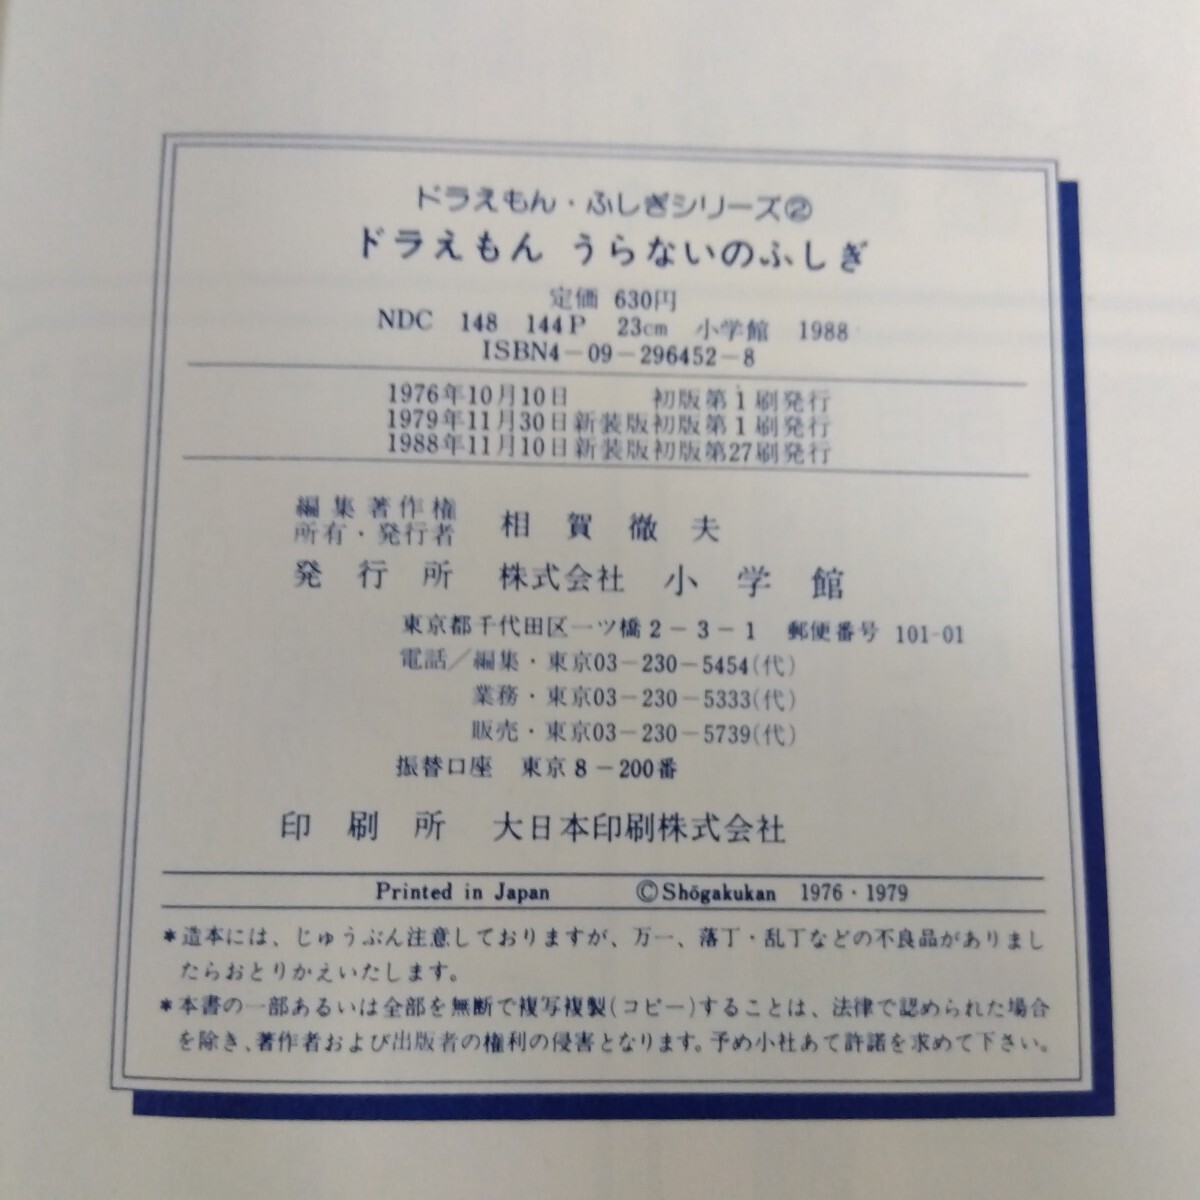 ドラえもん・ふしぎシリーズ②
ドラえもん うらないのふしぎ
定価 630円
NDC 148 144P 23cm 小学館 1988
ISBN4-09-296452-8
1976年10月10日 初版第1刷発行
1979年11月30日新装版初版第1刷発行
1988年11月10日新装版初版第27刷発行
編集著作権
所有・発行者 相賀徹夫
発行所 株式会社 小学館
東京都千代田区一ツ橋2-3-1 郵便番号 101-01
電話／編集・東京03-230-5454(代)
業務・東京03-230-5333(代)
販売・東京03-230-5739(代)
振替口座 東京8-200番
印刷所 大日本印刷株式会社
Printed in Japan ©Shōgakukan 1976・1979
*造本には、じゅうぶん注意しておりますが、万一、落丁・乱丁などの不良品がありまし
たらおとりかえいたします。
*本書の一部あるいは全部を無断で複写複製(コピー)することは、法律で認められた場合
を除き、著作者および出版者の権利の侵害となります。予め小社あて許諾を求めて下さい。